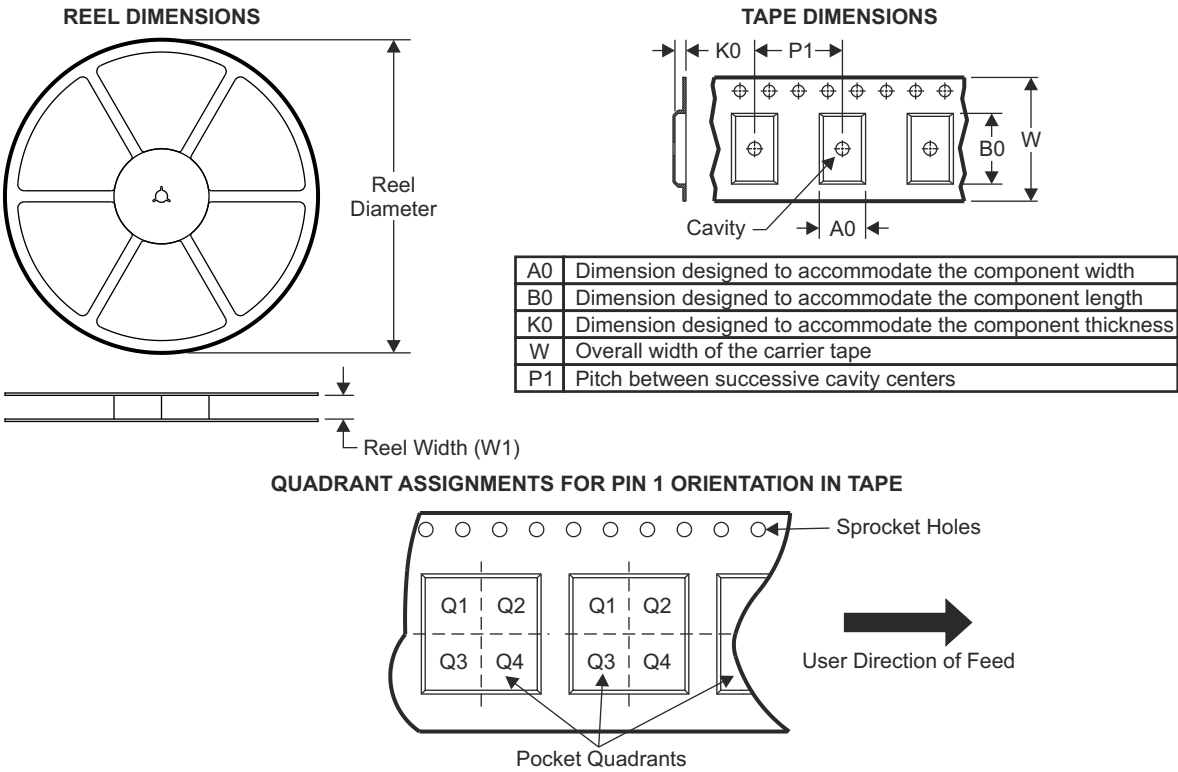 REEL DIMENSIONS
Reel
Diameter
Reel Width (W1)
TAPE DIMENSIONS
K0
P1
B0
W
Cavity
A0
A0 Dimension designed to accommodate the component width
B0 Dimension designed to accommodate the component length
K0 Dimension designed to accommodate the component thickness
W Overall width of the carrier tape
P1 Pitch between successive cavity centers
QUADRANT ASSIGNMENTS FOR PIN 1 ORIENTATION IN TAPE
Sprocket Holes
Q1 Q2 Q1 Q2
Q3 Q4 Q3 Q4
User Direction of Feed
Pocket Quadrants